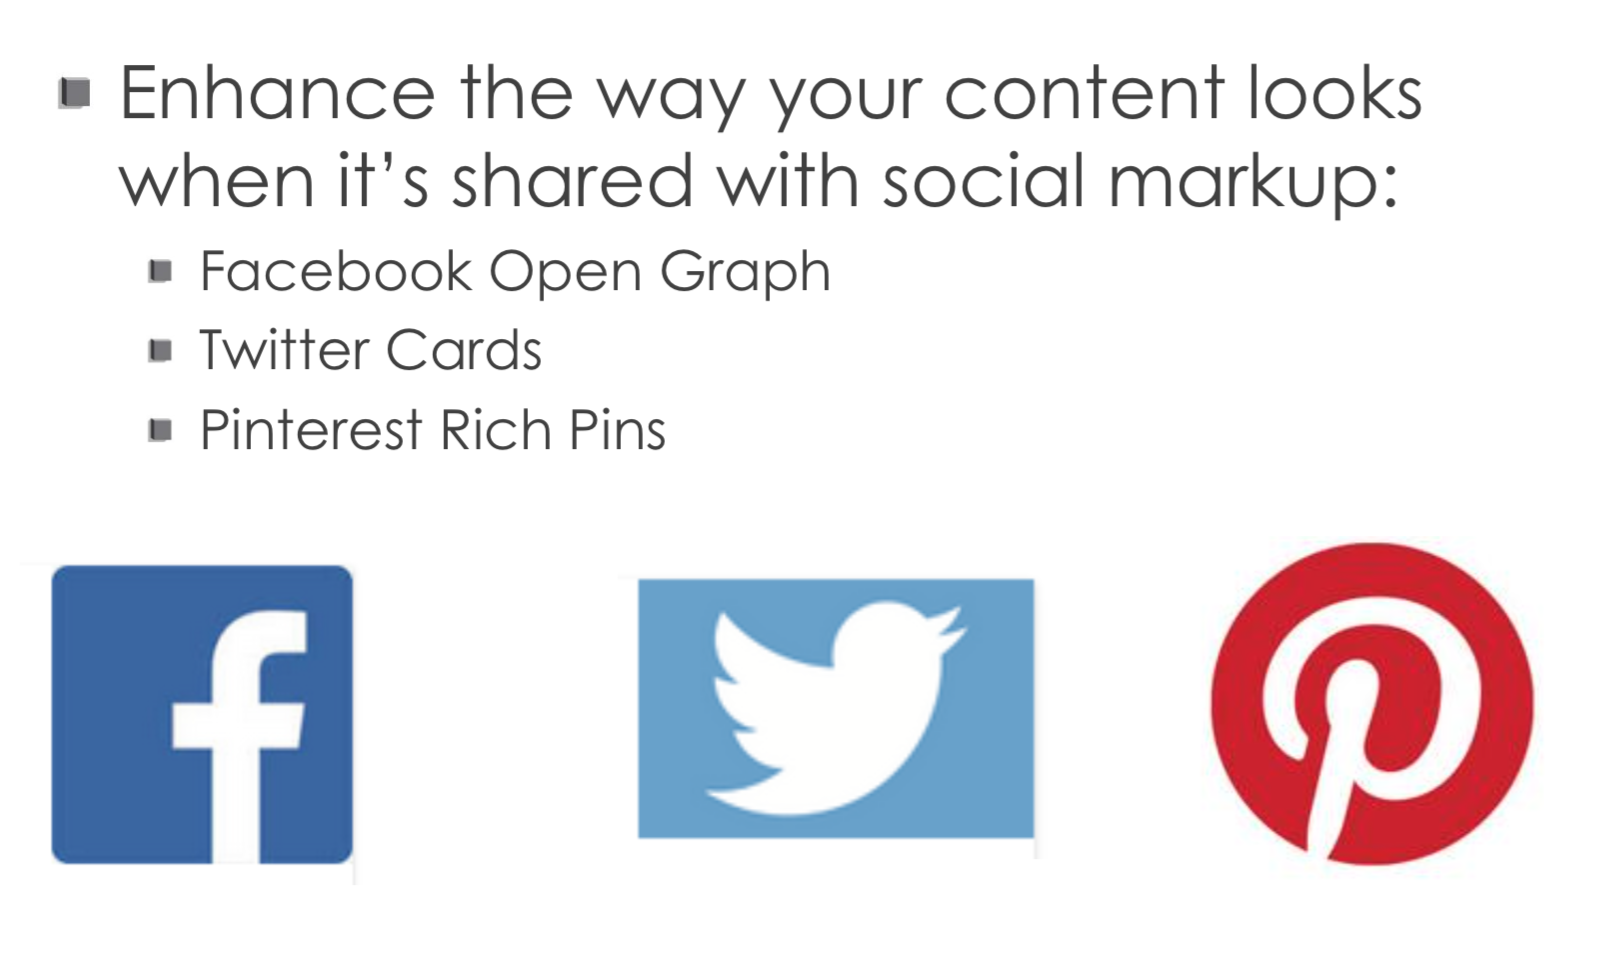 Enhance the way your content looks
when it’s shared with social markup:
Facebook Open Graph
Twitter Cards
Pinterest Rich Pins